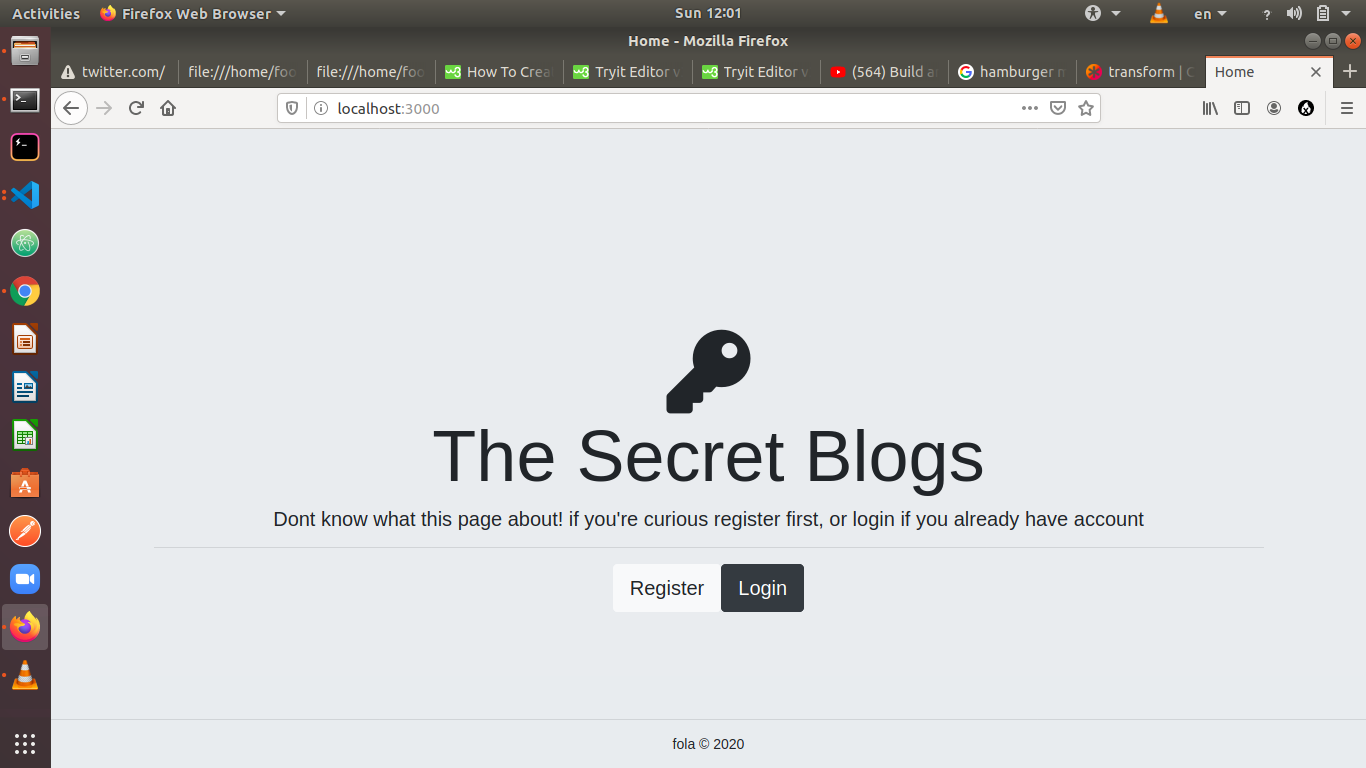 Activities Firefox Web Browser Sun 12:01 en ?
Home - Mozilla Firefox
twitter.com/ file:///home/foo file:///home/foo How To Crea Tryit Editor v Tryit Editor v (564) Build a hamburger m transform | C Home
localhost:3000
The Secret Blogs
Dont know what this page about! if you're curious register first, or login if you already have account
Register Login
fola © 2020